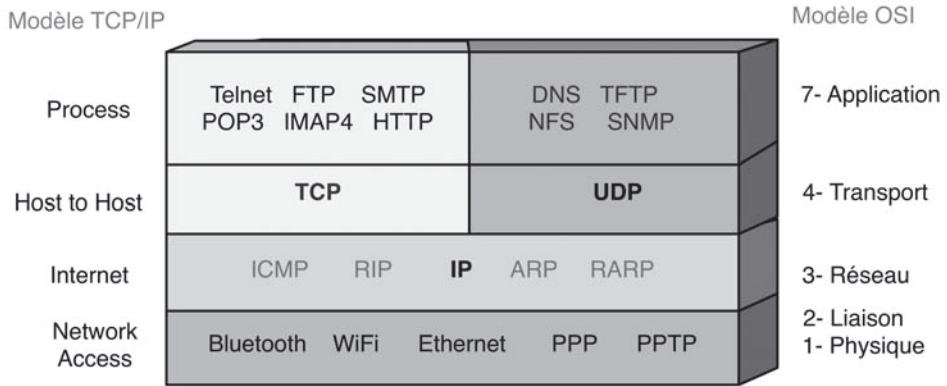 Modèle TCP/IP
Modèle OSI
Process
Telnet FTP SMTP
POP3 IMAP4 HTTP
DNS TFTP
NFS SNMP
7- Application
Host to Host
TCP
UDP
4- Transport
Internet
ICMP RIP IP ARP RARP
3- Réseau
Network
Access
Bluetooth WiFi Ethernet PPP PPTP
2- Liaison
1- Physique